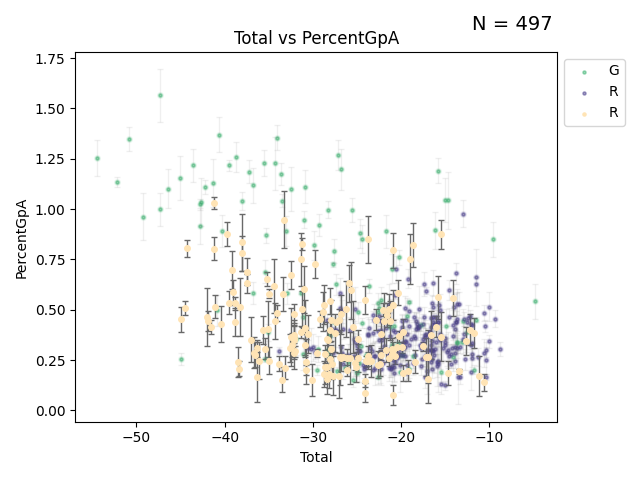 N = 497
Total vs PercentGpA
G
R
R
1.75
1.50
1.25
1.00
0.75
0.50
0.25
0.00
PercentGpA
−50 −40 −30 −20 −10
Total